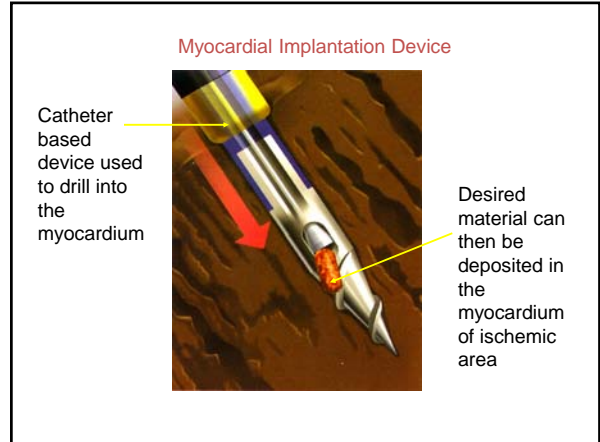 Myocardial Implantation Device
Catheter
based
device used
to drill into
the
myocardium
Desired
material can
then be
deposited in
the
myocardium
of ischemic
area